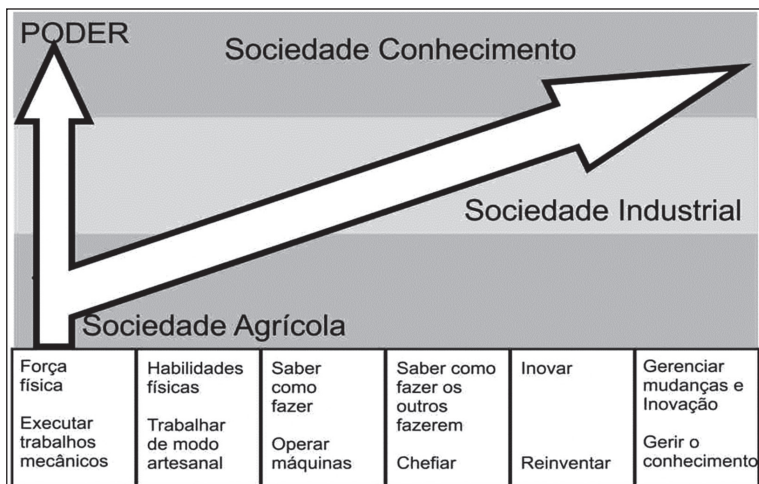 PODER
Sociedade Conhecimento
Sociedade Industrial
Sociedade Agrícola
Força
física
Executar
trabalhos
mecânicos
Habilidades
físicas
Trabalhar
de modo
artesanal
Saber
como
fazer
Operar
máquinas
Saber como
fazer os
outros
fazerem
Chefiar
Inovar
Reinventar
Gerenciar
mudanças e
Inovação
Gerir o
conhecimento